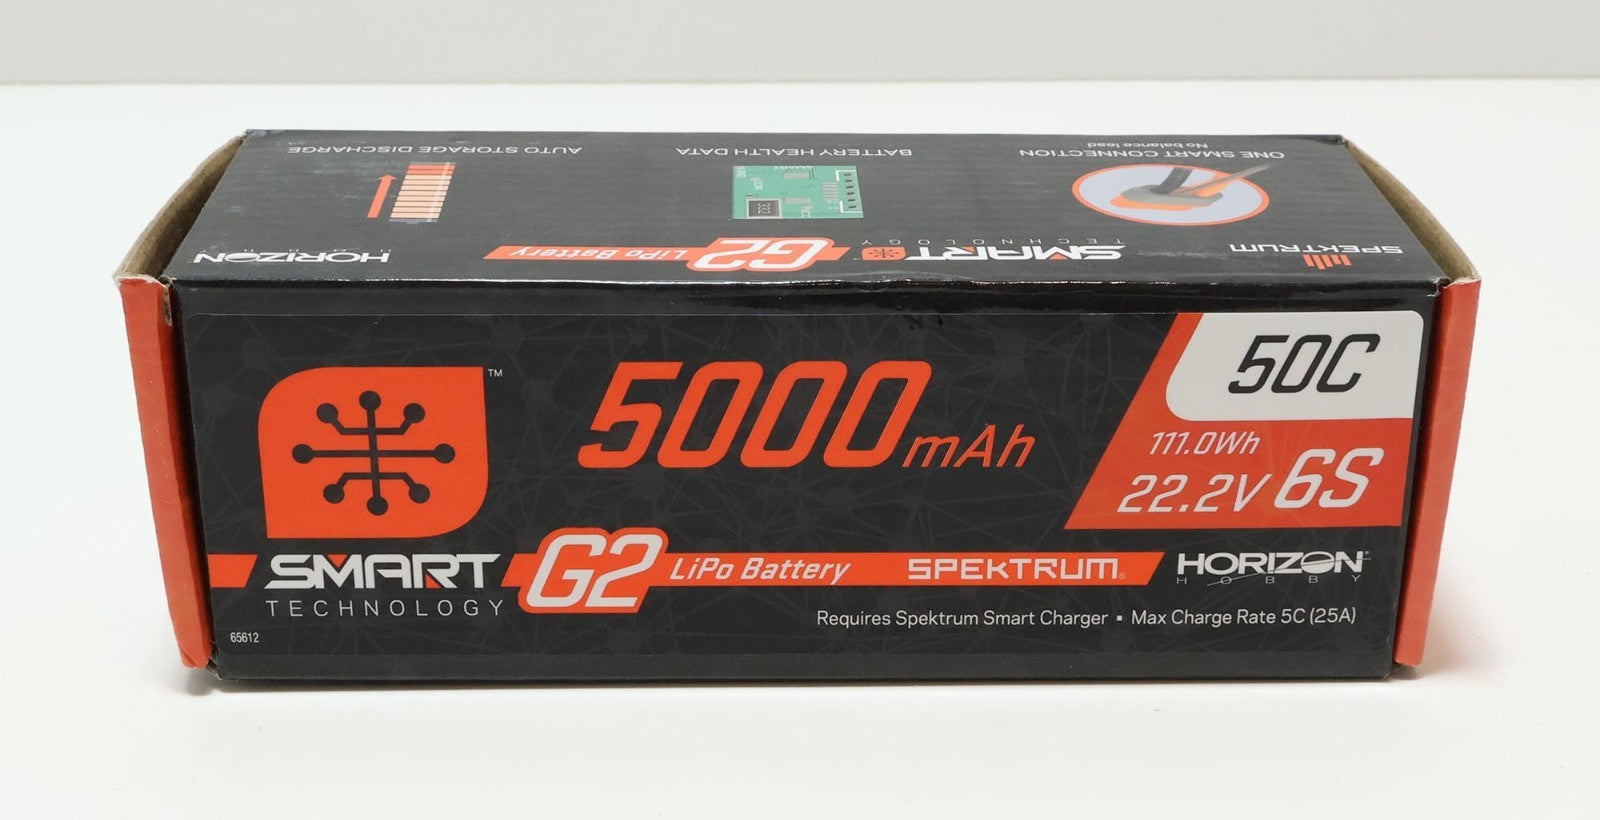 AUTO STORAGE DISCHARGE
BATTERY HEALTH DATA
ONE SMART CONNECTION
No balance lead
HORIZON
HOBBY
G2 LiPo Battery
SMART
TECHNOLOGY
SPEKTRUM
5000mAh
50C
111.0Wh
22.2V 6S
™
SMART
TECHNOLOGY
G2 LiPo Battery
SPEKTRUM®
HORIZON
HOBBY
Requires Spektrum Smart Charger ▪ Max Charge Rate 5C (25A)
65612